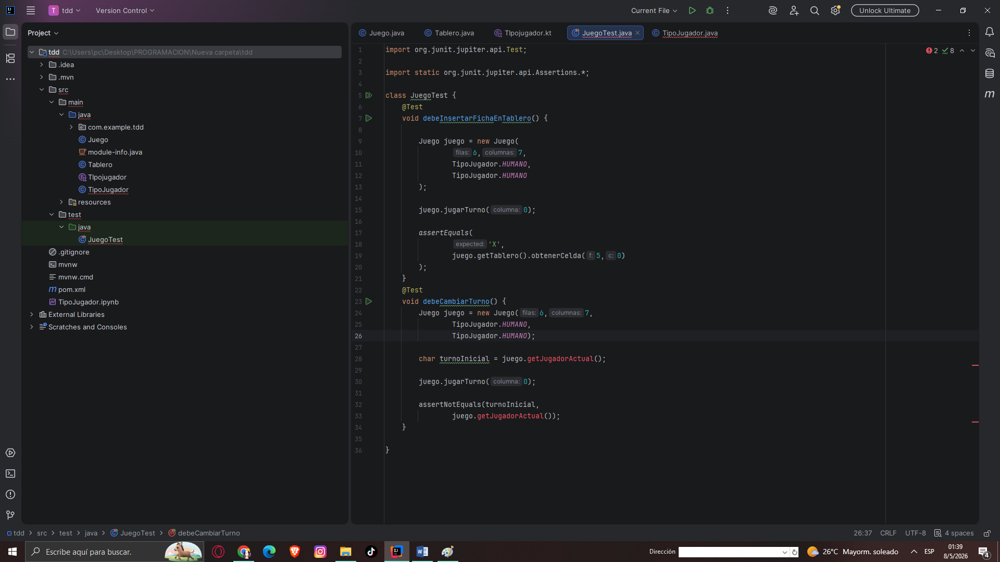 tdd
Version Control
Current File
Unlock Ultimate
Project
Juego.java
Tablero.java
TIpojugador.kt
JuegoTest.java
TipoJugador.java
tdd C:\Users\pc\Desktop\PROGRAMACION\Nueva carpeta\tdd
.idea
.mvn
src
main
java
com.example.tdd
Juego
module-info.java
Tablero
TIpojugador
TipoJugador
resources
test
java
JuegoTest
.gitignore
mvnw
mvnw.cmd
pom.xml
TipoJugador.ipynb
External Libraries
Scratches and Consoles
2 8
1 import org.junit.jupiter.api.Test;
2
3 import static org.junit.jupiter.api.Assertions.*;
4
5 class JuegoTest {
6 @Test
7 void debeInsertarFichaEnTablero() {
8
9 Juego juego = new Juego(
10 filas: 6, columnas: 7,
11 TipoJugador.HUMANO,
12 TipoJugador.HUMANO
13 );
14
15 juego.jugarTurno( columna: 0);
16
17 assertEquals(
18 expected: 'X',
19 juego.getTablero().obtenerCelda( f: 5, c: 0)
20 );
21 }
22 @Test
23 void debeCambiarTurno() {
24 Juego juego = new Juego( filas: 6, columnas: 7,
25 TipoJugador.HUMANO,
26 TipoJugador.HUMANO);
27
28 char turnoInicial = juego.getJugadorActual();
29
30 juego.jugarTurno( columna: 0);
31
32 assertNotEquals(turnoInicial,
33 juego.getJugadorActual());
34 }
35
36 }
tdd > src > test > java > JuegoTest > debeCambiarTurno
26:37 CRLF UTF-8 4 spaces
Escribe aquí para buscar.
Dirección
26°C Mayorm. soleado
ESP
01:39
8/5/2026
4